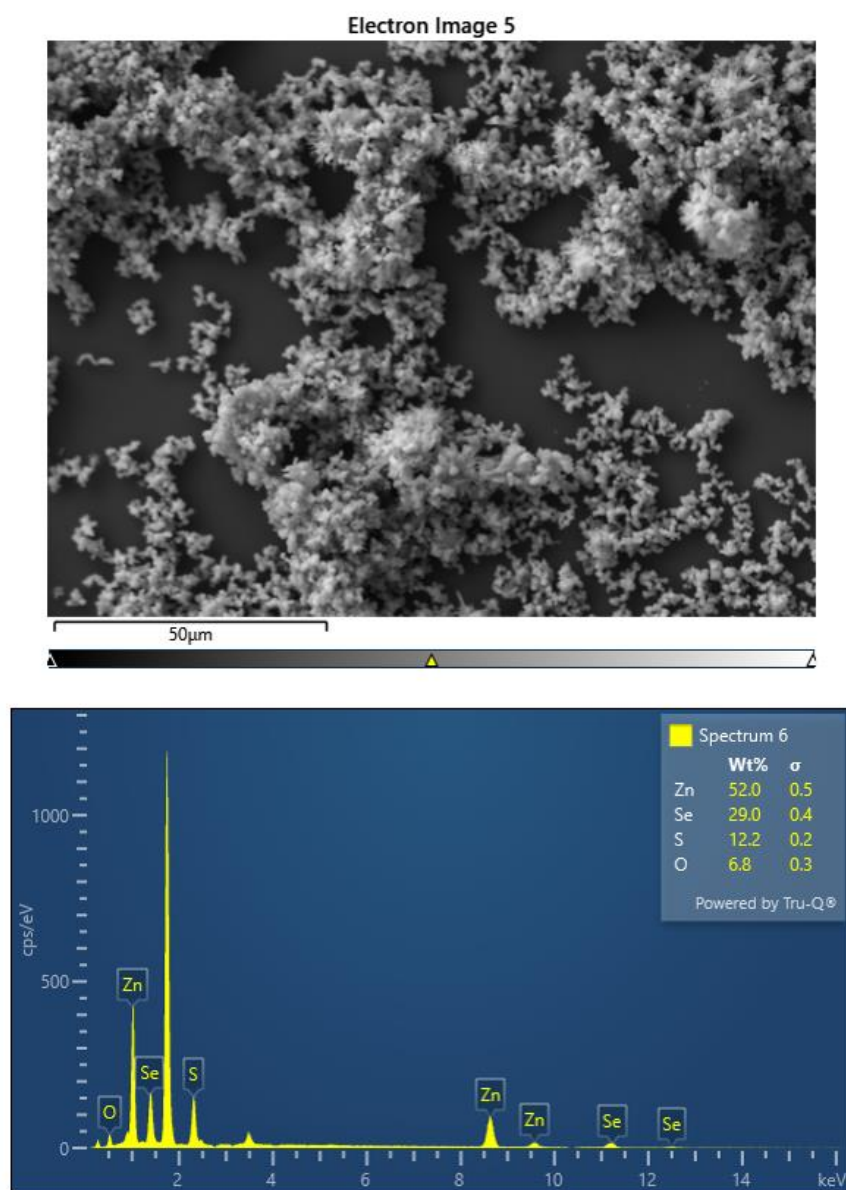 Electron Image 5
50μm
Spectrum 6
Wt% σ
Zn 52.0 0.5
Se 29.0 0.4
S 12.2 0.2
O 6.8 0.3
Powered by Tru-Q®
1000
cps/eV
500
Zn
Se
S
O
Zn
Zn
Se
Se
0
2 4 6 8 10 12 14 keV